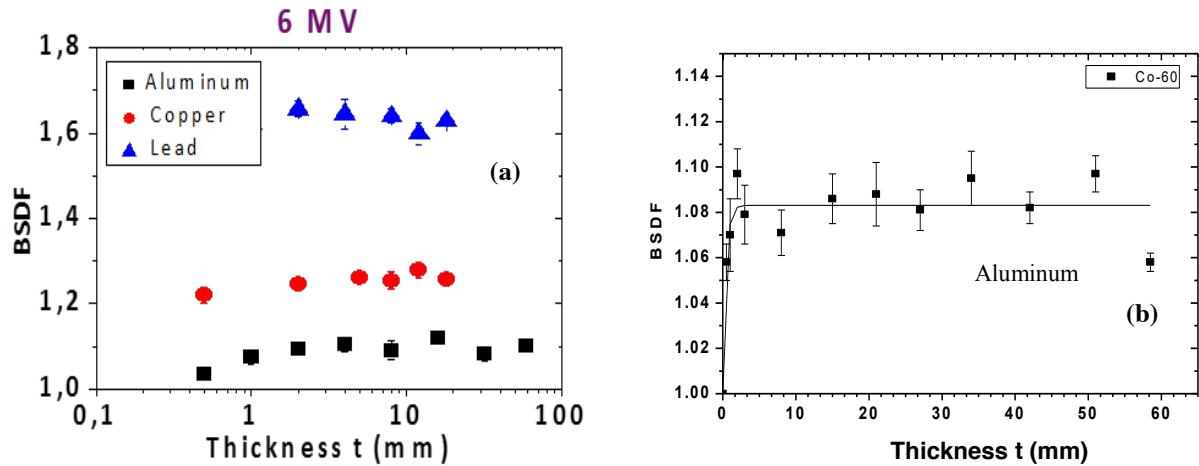 6 MV
1,8
1,6
1,4
1,2
1,0
BSDF
Aluminum
Copper
Lead
(a)
0,1
1
10
100
Thickness t (mm)
1.14
1.12
1.10
1.08
1.06
1.04
1.02
1.00
BSDF
Co-60
Aluminum
(b)
0
10
20
30
40
50
60
Thickness t (mm)